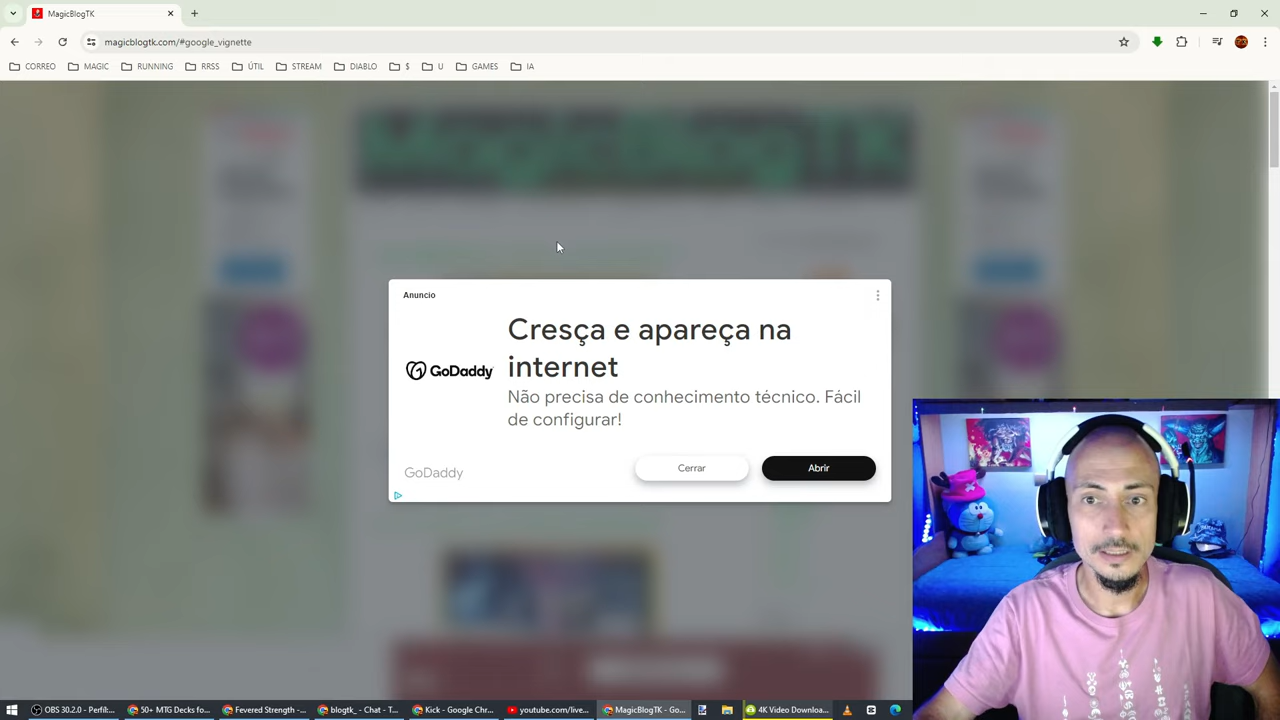 MagicBlogTK
magicblogtk.com/#google_vignette
CORREO MAGIC RUNNING RRSS ÚTIL STREAM DIABLO $ U GAMES IA
MagicBlogTK
Anuncio
Cresça e apareça na
internet
GoDaddy
Não precisa de conhecimento técnico. Fácil
de configurar!
GoDaddy
Cerrar
Abrir
OBS 30.2.0 - Perfil:... 50+ MTG Decks fo... Fevered Strength -... blogtk_ - Chat - T... Kick - Google Chr... youtube.com/live... MagicBlogTK - Go... 4K Video Downloa...